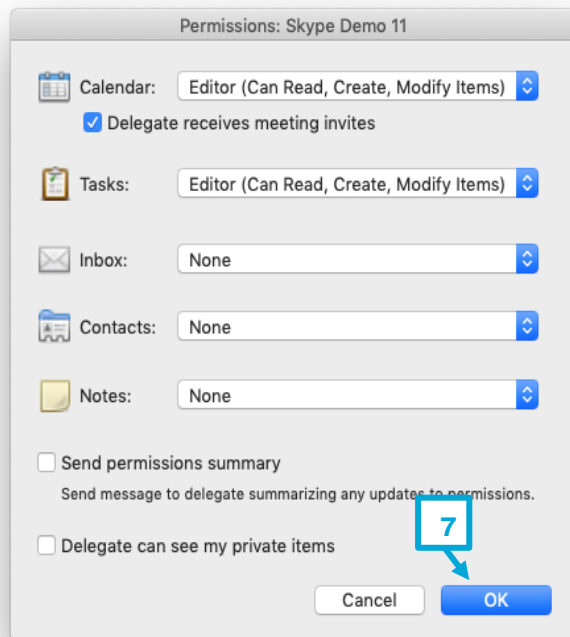 Permissions: Skype Demo 11
Calendar: Editor (Can Read, Create, Modify Items)
Delegate receives meeting invites
Tasks: Editor (Can Read, Create, Modify Items)
Inbox: None
Contacts: None
Notes: None
Send permissions summary
Send message to delegate summarizing any updates to permissions.
7
Delegate can see my private items
Cancel OK